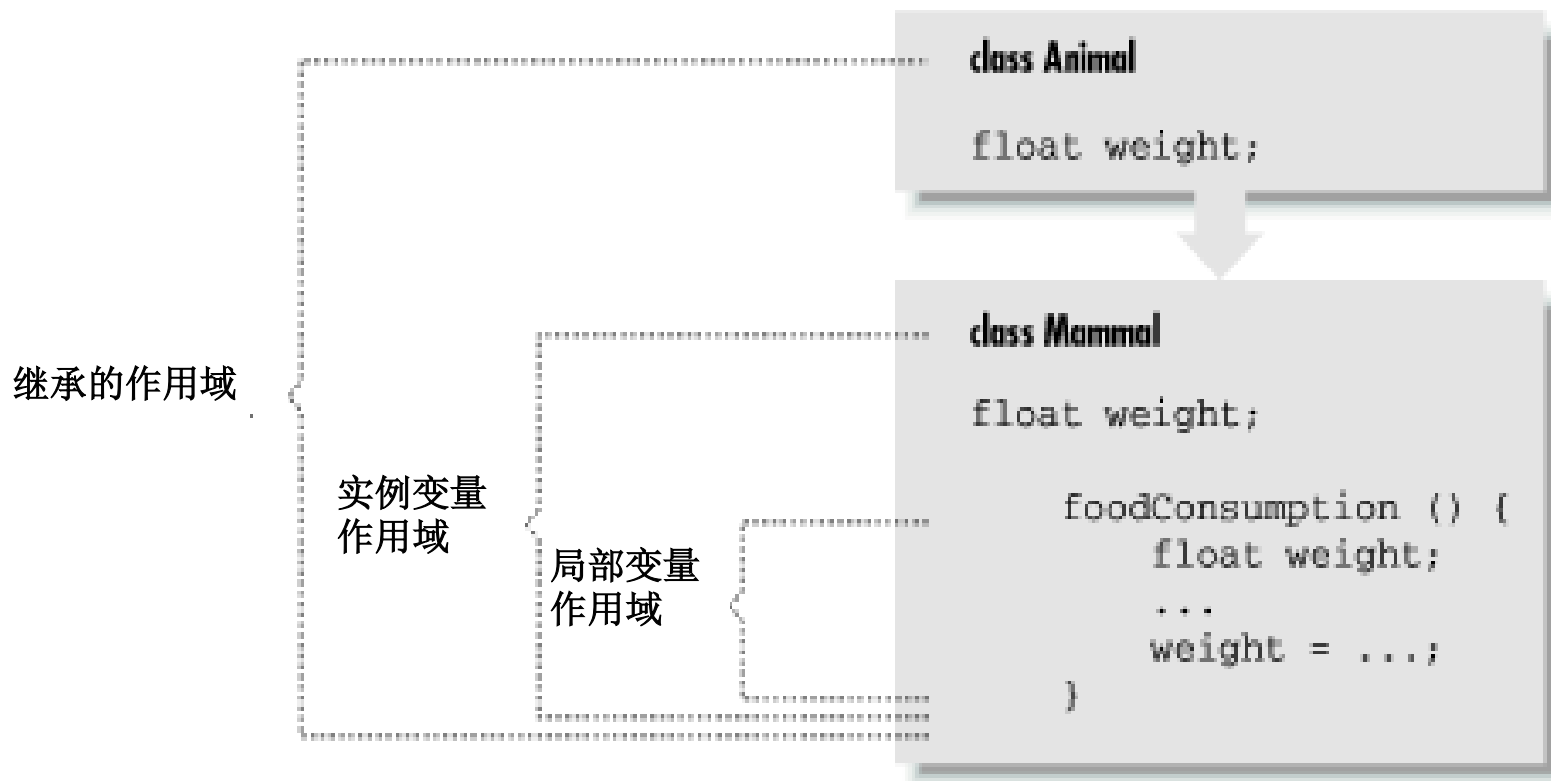 class Animal
float weight;
class Mammal
float weight;
foodConsumption () {
float weight;
...
weight = ...;
}
继承的作用域
实例变量
作用域
局部变量
作用域